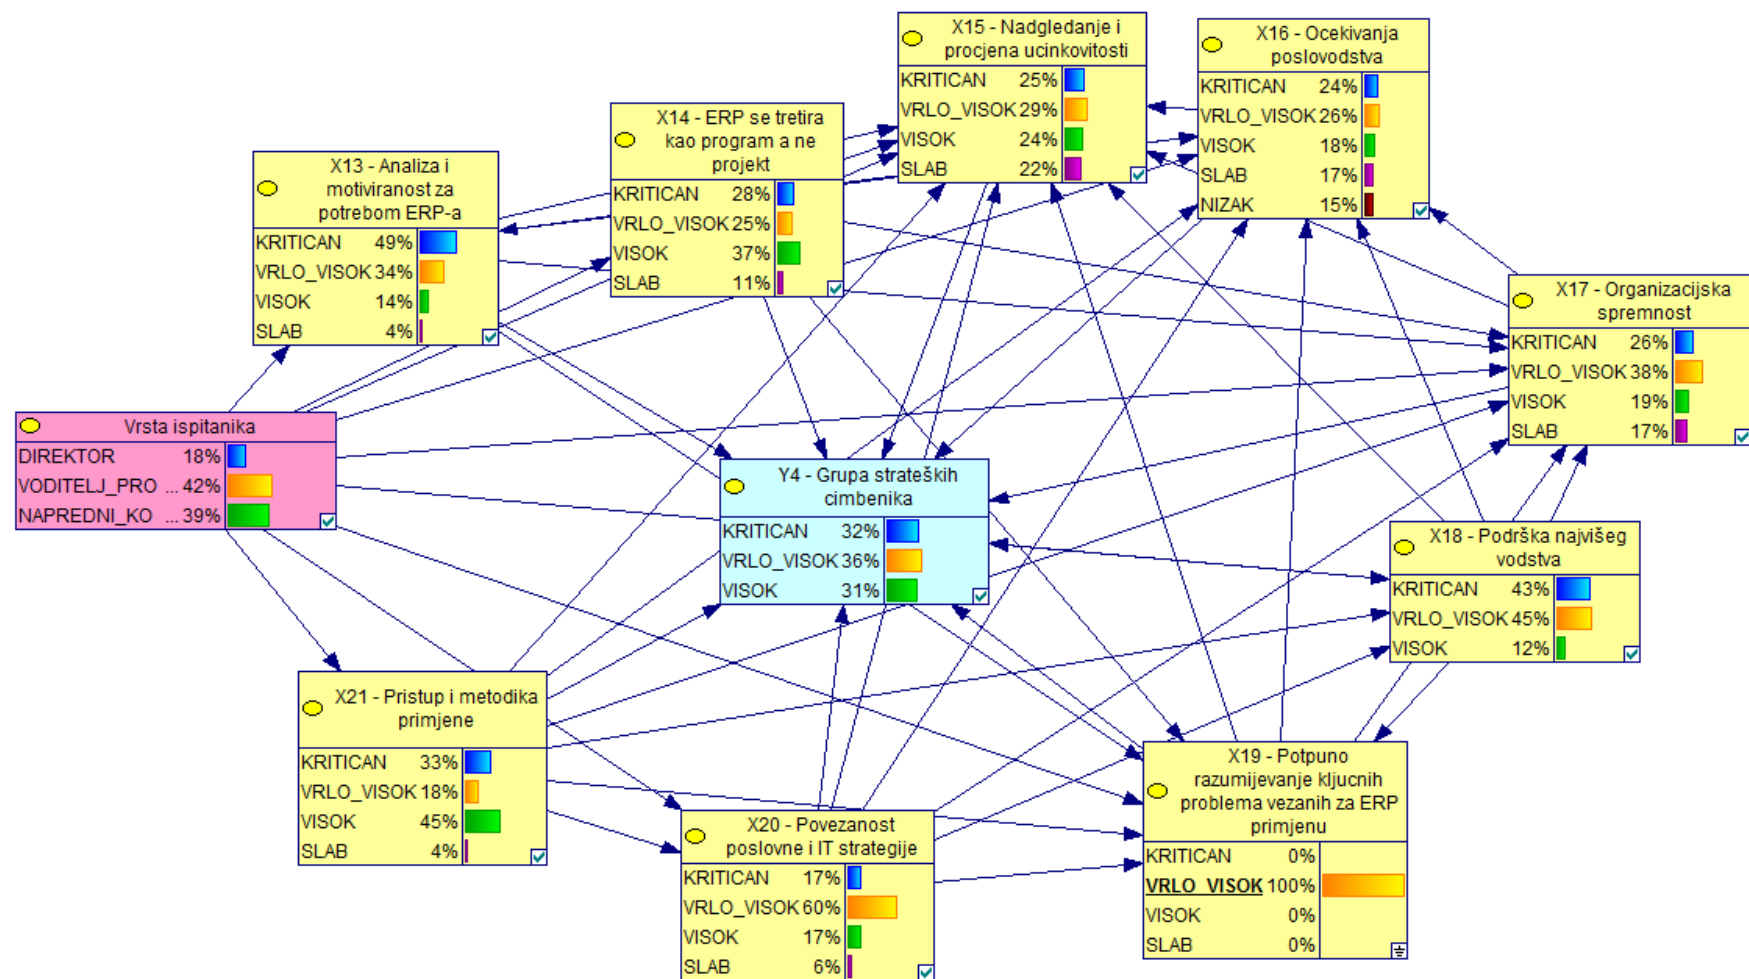 X15 - Nadgledanje i
procjena ucinkovitosti
KRITICAN 25%
VRLO_VISOK 29%
VISOK 24%
SLAB 22%
X16 - Ocekivanja
poslovodstva
KRITICAN 24%
VRLO_VISOK 26%
VISOK 18%
SLAB 17%
NIZAK 15%
X14 - ERP se tretira
kao program a ne
projekt
KRITICAN 28%
VRLO_VISOK 25%
VISOK 37%
SLAB 11%
X13 - Analiza i
motiviranost za
potrebom ERP-a
KRITICAN 49%
VRLO_VISOK 34%
VISOK 14%
SLAB 4%
X17 - Organizacijska
spremnost
KRITICAN 26%
VRLO_VISOK 38%
VISOK 19%
SLAB 17%
Vrsta ispitanika
DIREKTOR 18%
VODITELJ_PRO ... 42%
NAPREDNI_KO ... 39%
Y4 - Grupa strateških
cimbenika
KRITICAN 32%
VRLO_VISOK 36%
VISOK 31%
X18 - Podrška najvišeg
vodstva
KRITICAN 43%
VRLO_VISOK 45%
VISOK 12%
X21 - Pristup i metodika
primjene
KRITICAN 33%
VRLO_VISOK 18%
VISOK 45%
SLAB 4%
X20 - Povezanost
poslovne i IT strategije
KRITICAN 17%
VRLO_VISOK 60%
VISOK 17%
SLAB 6%
X19 - Potpuno
razumijevanje kljucnih
problema vezanih za ERP
primjenu
KRITICAN 0%
VRLO_VISOK 100%
VISOK 0%
SLAB 0%